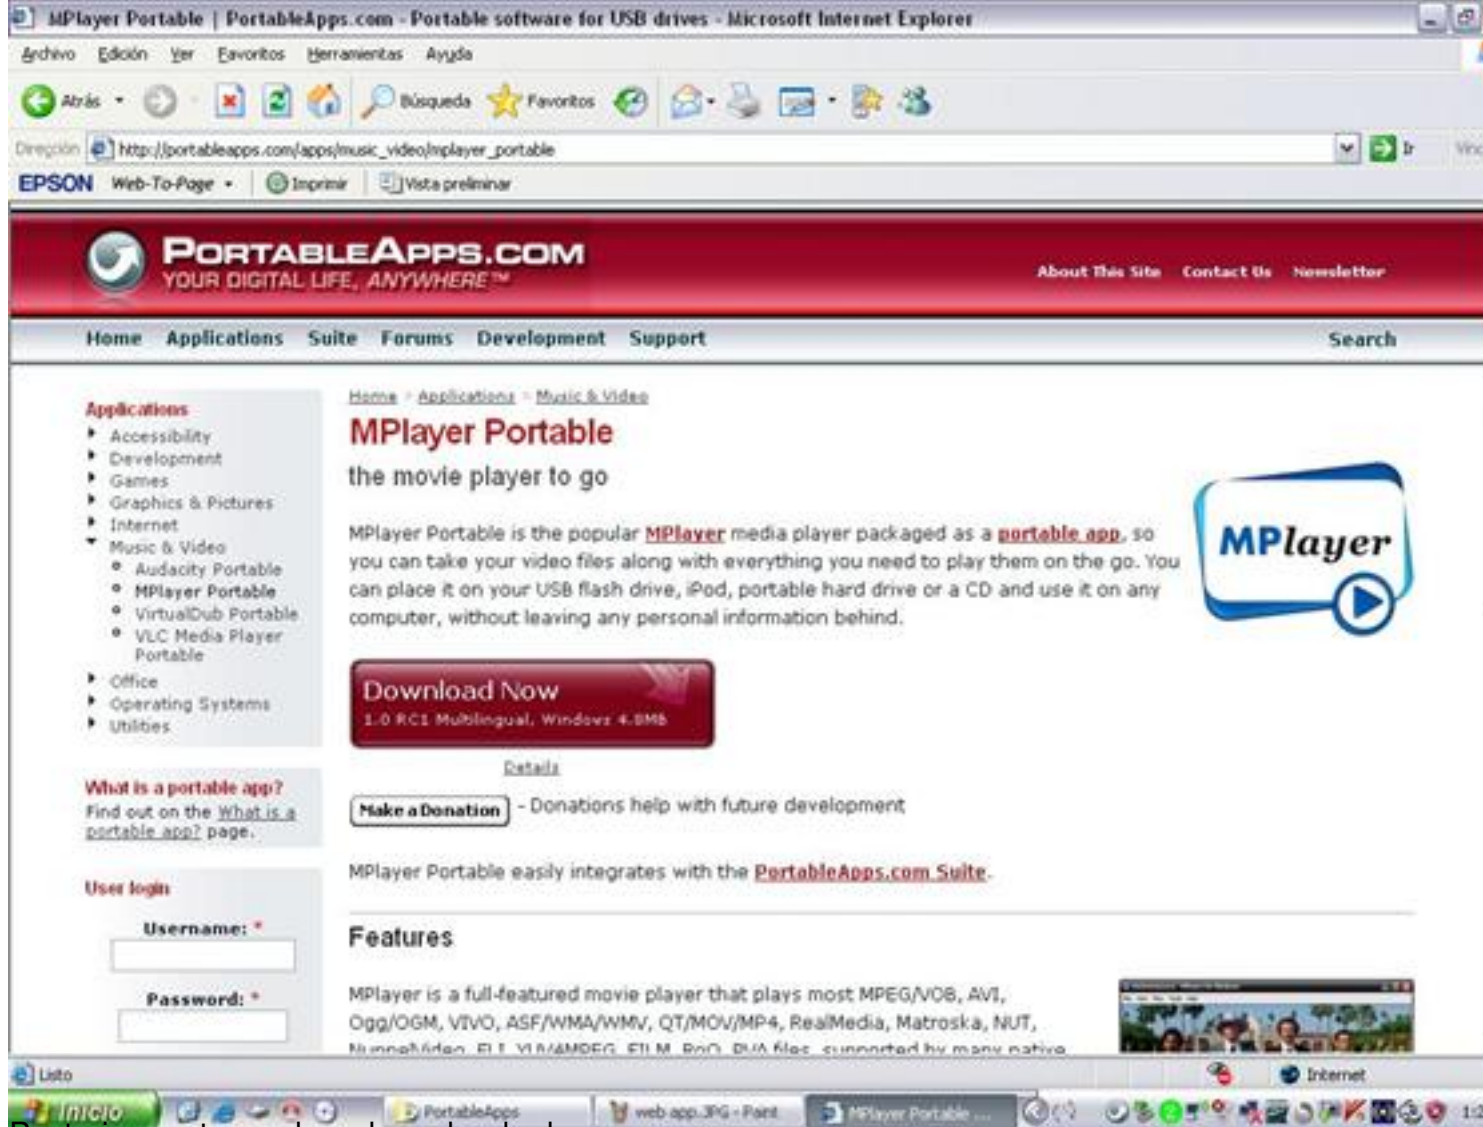 MPlayer Portable | PortableApps.com - Portable software for USB drives - Microsoft Internet Explorer
Archivo Edición Ver Favoritos Herramientas Ayuda
Atrás Búsqueda Favoritos
Dirección http://portableapps.com/apps/music_video/mplayer_portable Ir
EPSON Web-To-Page Imprimir Vista preliminar
PORTABLEAPPS.COM
YOUR DIGITAL LIFE, ANYWHERE™
About This Site Contact Us Newsletter
Home Applications Suite Forums Development Support Search
Applications
Accessibility
Development
Games
Graphics & Pictures
Internet
Music & Video
Audacity Portable
MPlayer Portable
VirtualDub Portable
VLC Media Player
Portable
Office
Operating Systems
Utilities
What is a portable app?
Find out on the What is a
portable app? page.
User login
Username: *
Password: *
Home Applications Music & Video
MPlayer Portable
the movie player to go
MPlayer Portable is the popular MPlayer media player packaged as a portable app, so
you can take your video files along with everything you need to play them on the go. You
can place it on your USB flash drive, iPod, portable hard drive or a CD and use it on any
computer, without leaving any personal information behind.
MPlayer
Download Now
1.0 RC1 Multilingual, Windows 4.8MB
Details
Make a Donation - Donations help with future development
MPlayer Portable easily integrates with the PortableApps.com Suite.
Features
MPlayer is a full-featured movie player that plays most MPEG/VOB, AVI,
Ogg/OGM, VIVO, ASF/WMA/WMV, QT/MOV/MP4, RealMedia, Matroska, NUT,
NuppelVideo, FLI, YUV4MPEG, FILM, RoQ, PVA files, supported by many native
Listo Internet
Inicio PortableApps web app.JPG - Paint MPlayer Portable ...